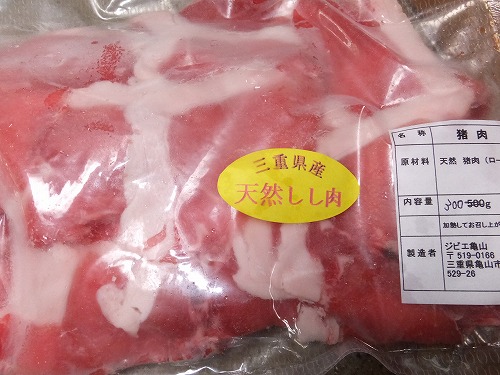 三重県産
天然しし肉
名 称 猪肉
原材料 天然 猪肉（ロー
内容量 500g
加熱してお召し上が
製造者 ジビエ亀山
〒519-0166
三重県亀山市
529-26